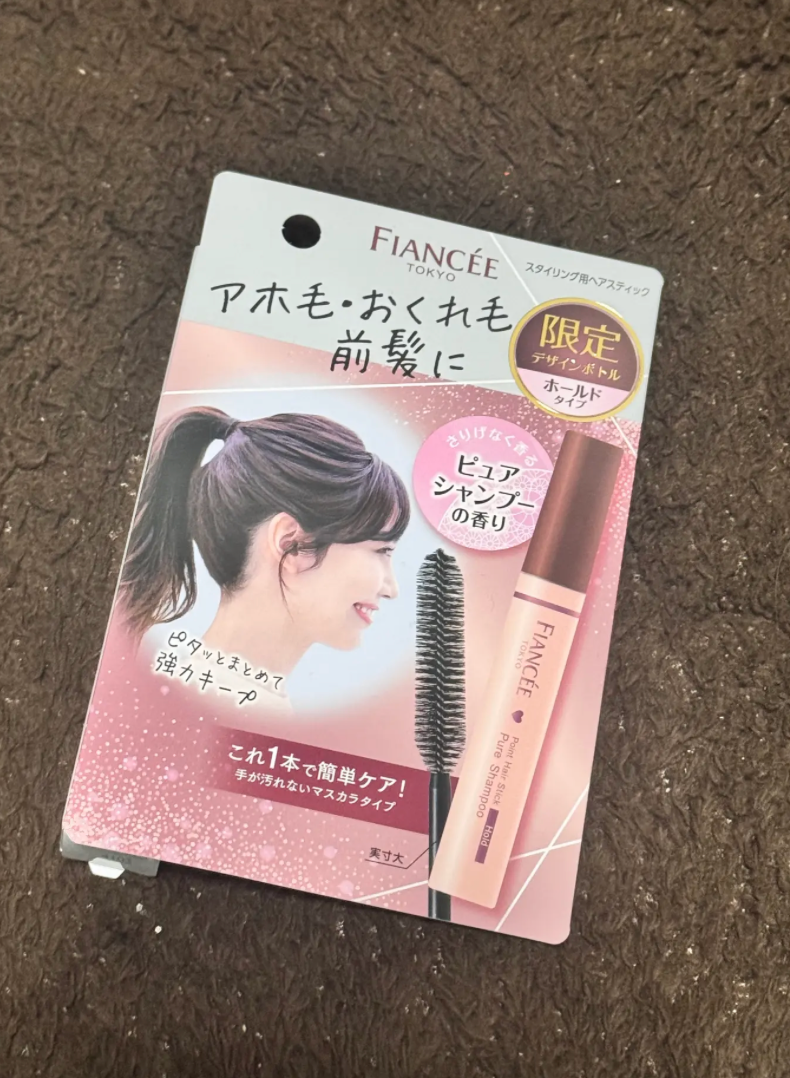 FIANCÉE
TOKYO
スタイリング用ヘアスティック
アホ毛・おくれ毛
前髪に
限定
デザインボトル
ホールド
タイプ
さりげなく香る
ピュア
シャンプー
の香り
ピタッとまとめて
強力キープ
FIANCÉE
TOKYO
Point Hair Stick
Pure Shampoo
Hold
これ1本で簡単ケア!
手が汚れないマスカラタイプ
実寸大